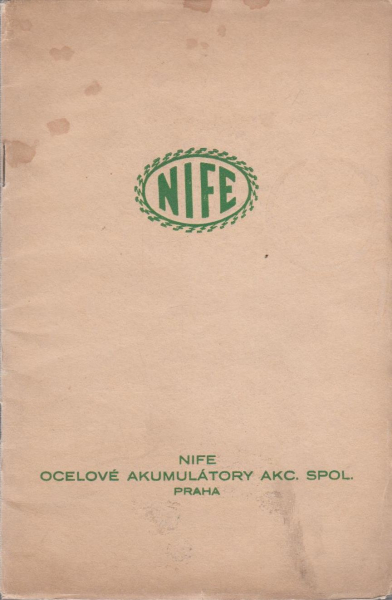 NIFE
NIFE
OCELOVÉ AKUMULÁTORY AKC. SPOL.
PRAHA